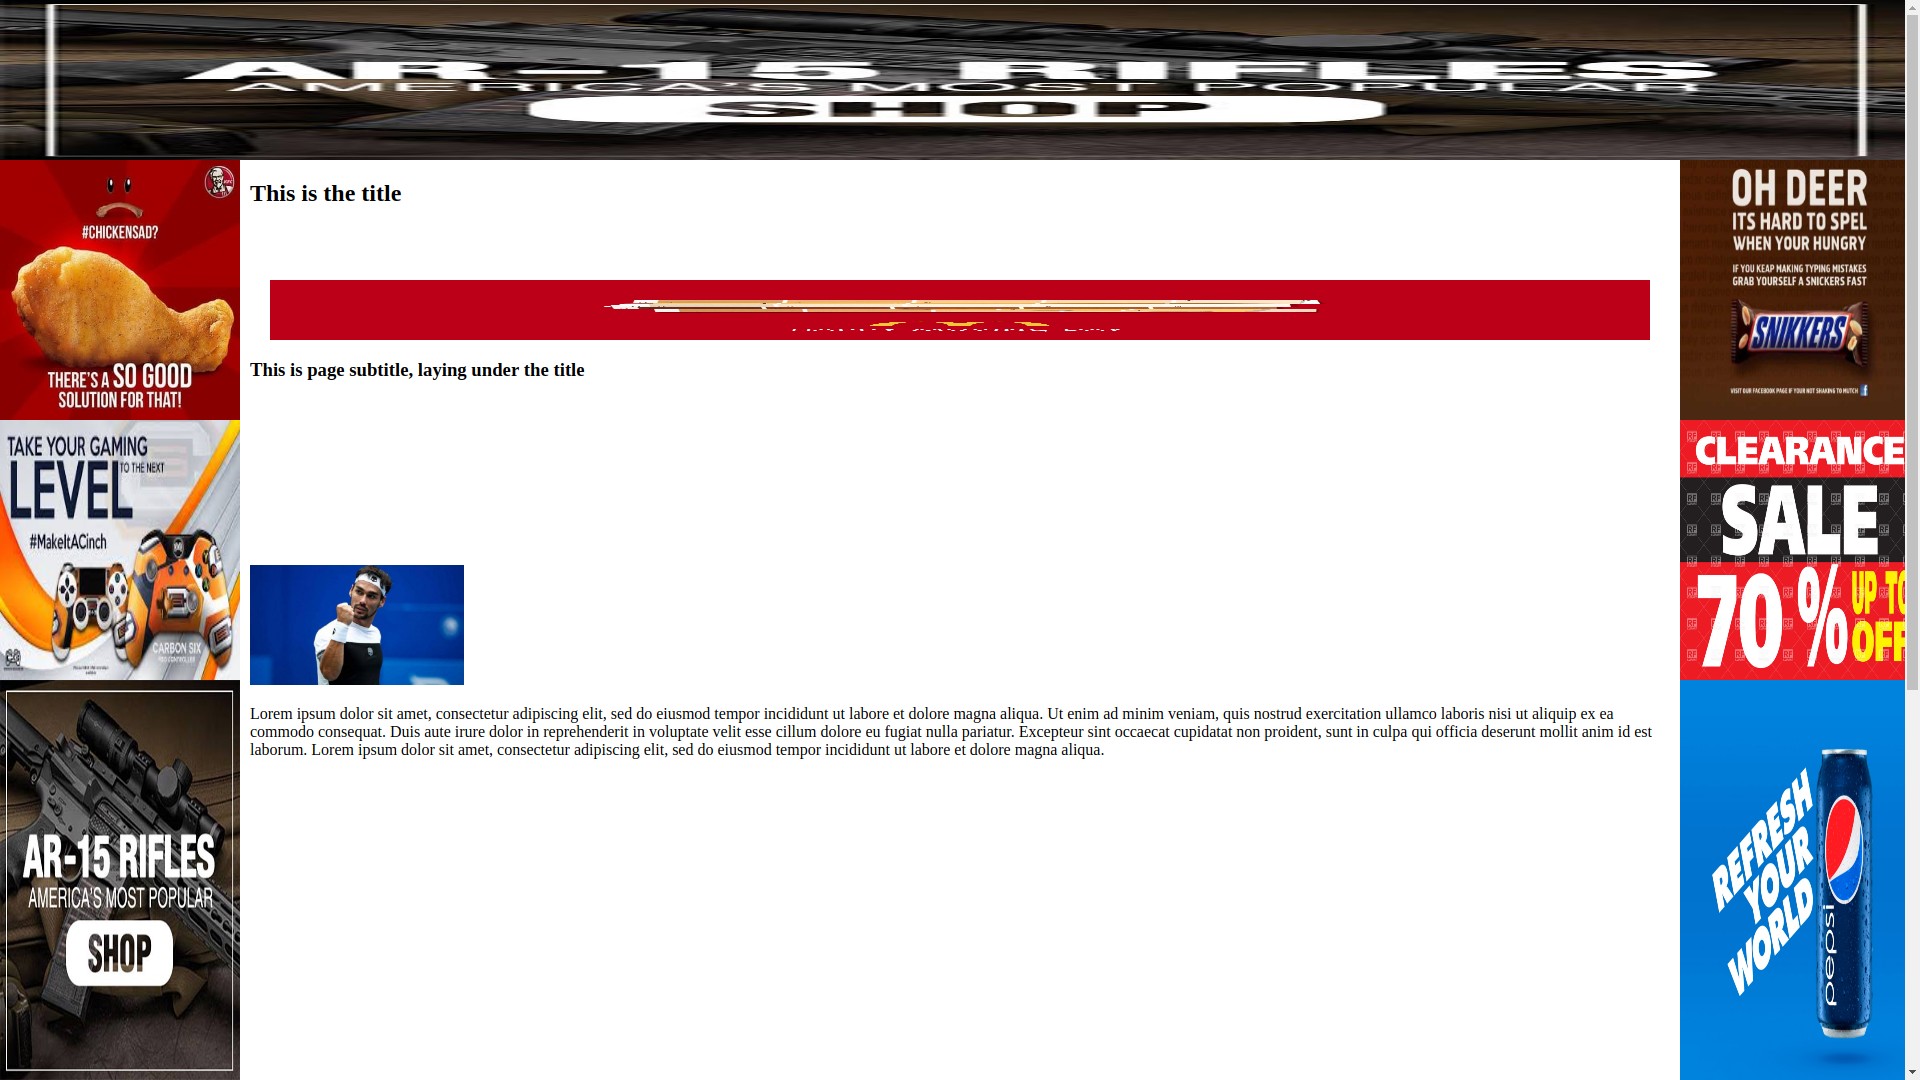 AR-15 RIFLES
AMERICA'S MOST POPULAR
SHOP
#CHICKENSAD?
THERE'S A SO GOOD
SOLUTION FOR THAT!
TAKE YOUR GAMING
LEVEL TO THE NEXT
#MakeItACinch
CARBON SIX
AR-15 RIFLES
AMERICA'S MOST POPULAR
SHOP
This is the title
This is page subtitle, laying under the title
Lorem ipsum dolor sit amet, consectetur adipiscing elit, sed do eiusmod tempor incididunt ut labore et dolore magna aliqua. Ut enim ad minim veniam, quis nostrud exercitation ullamco laboris nisi ut aliquip ex ea
commodo consequat. Duis aute irure dolor in reprehenderit in voluptate velit esse cillum dolore eu fugiat nulla pariatur. Excepteur sint occaecat cupidatat non proident, sunt in culpa qui officia deserunt mollit anim id est
laborum. Lorem ipsum dolor sit amet, consectetur adipiscing elit, sed do eiusmod tempor incididunt ut labore et dolore magna aliqua.
OH DEER
ITS HARD TO SPEL
WHEN YOUR HUNGRY
IF YOU KEAP MAKING TYPING MISTAKES
GRAB YOURSELF A SNICKERS FAST
SNIKKERS
VISIT OUR FACEBOOK PAGE IF YOUR NOT SHAKING TO MUTCH
CLEARANCE
SALE
70 % UP TO
OFF
REFRESH
YOUR
WORLD
pepsi